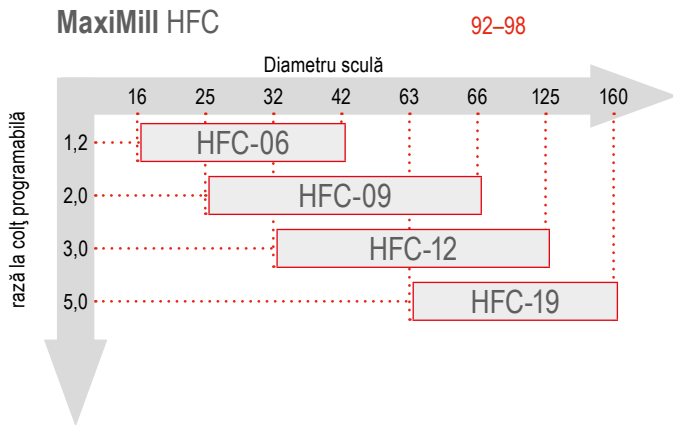 MaxiMill HFC 92–98
Diametru sculă
16 25 32 42 63 66 125 160
rază la colţ programabilă
1,2 HFC-06
2,0 HFC-09
3,0 HFC-12
5,0 HFC-19